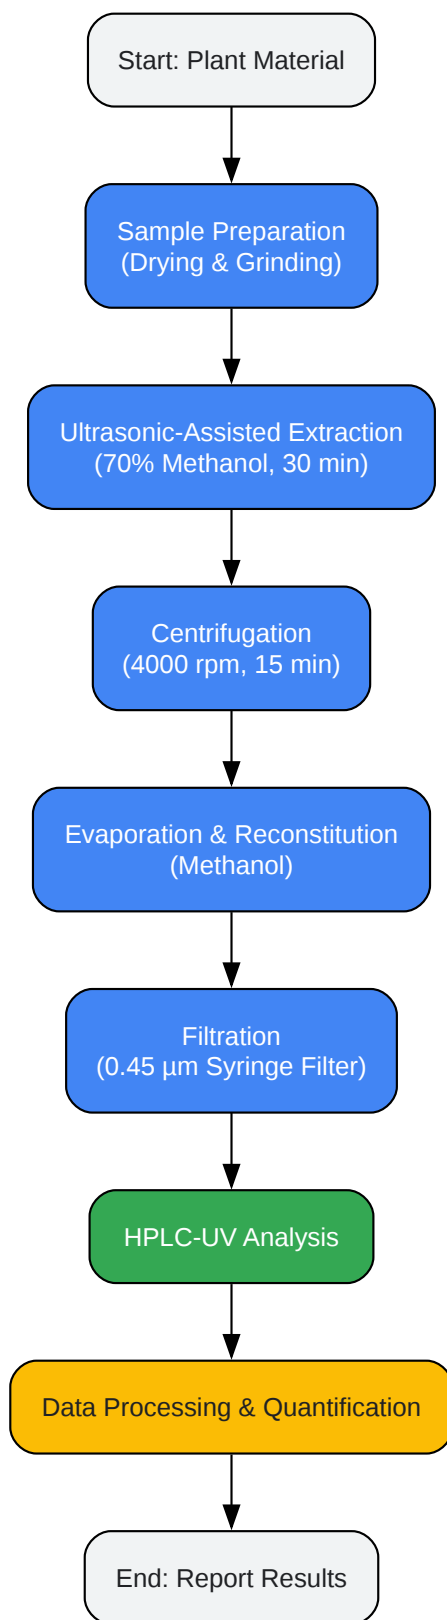 Start: Plant Material
Sample Preparation
(Drying & Grinding)
Ultrasonic-Assisted Extraction
(70% Methanol, 30 min)
Centrifugation
(4000 rpm, 15 min)
Evaporation & Reconstitution
(Methanol)
Filtration
(0.45 µm Syringe Filter)
HPLC-UV Analysis
Data Processing & Quantification
End: Report Results